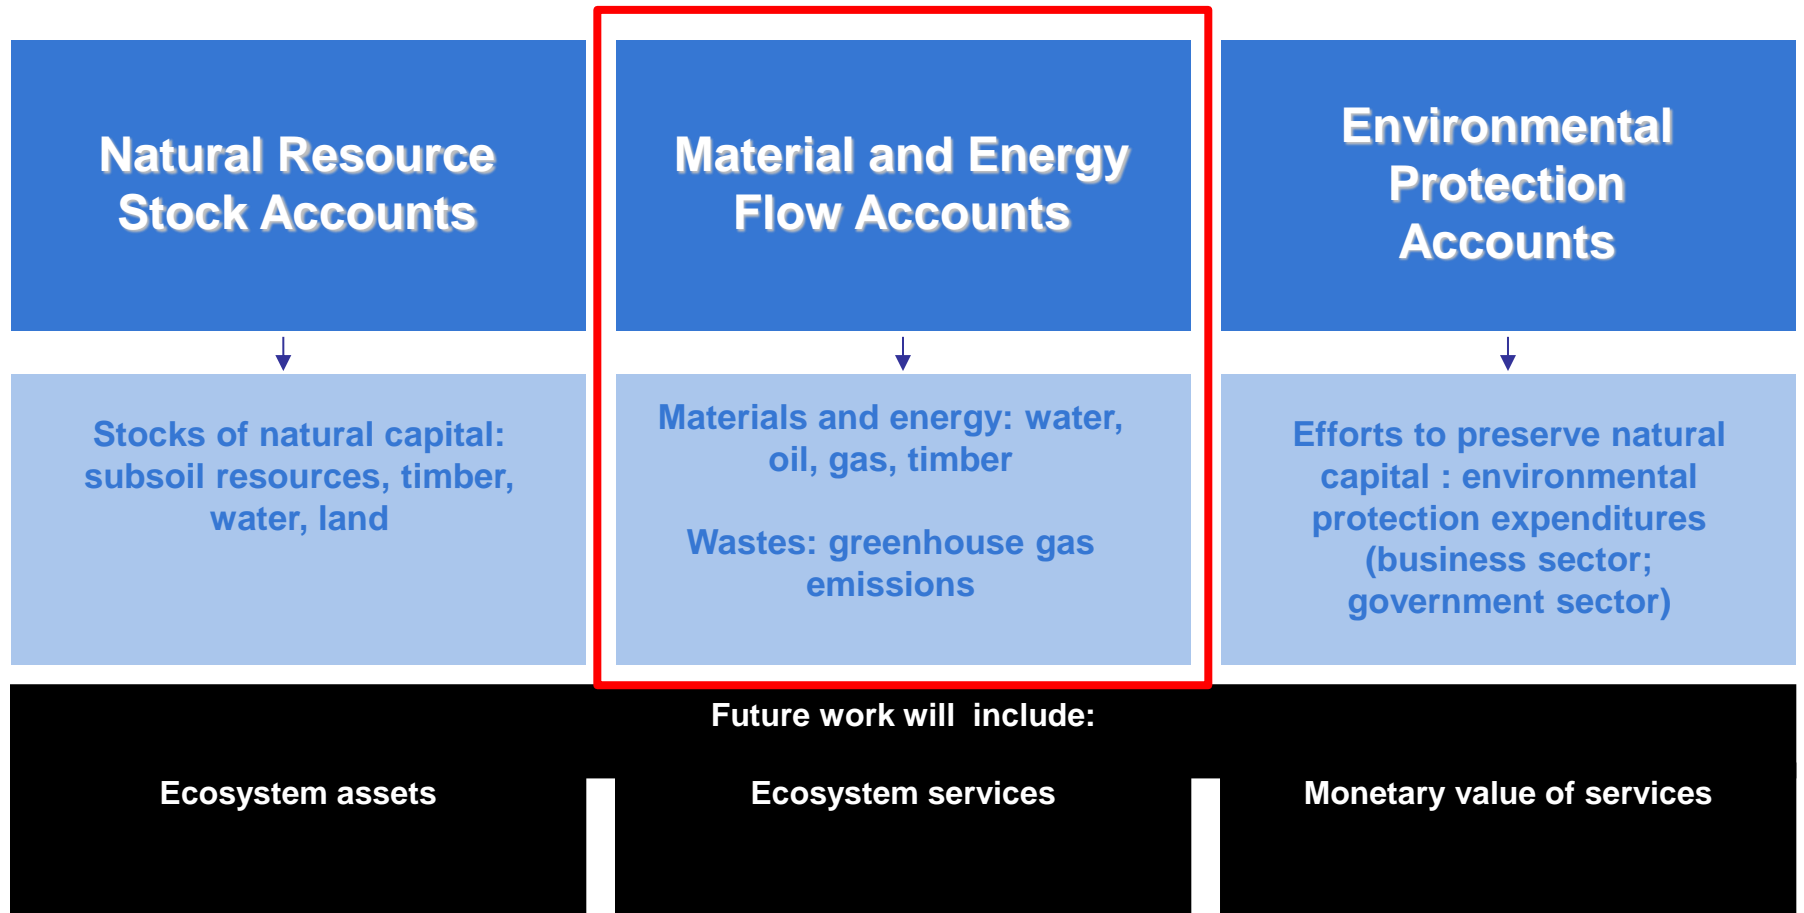 Natural Resource
Stock Accounts
Material and Energy
Flow Accounts
Environmental
Protection
Accounts
Stocks of natural capital:
subsoil resources, timber,
water, land
Materials and energy: water,
oil, gas, timber
Wastes: greenhouse gas
emissions
Efforts to preserve natural
capital : environmental
protection expenditures
(business sector;
government sector)
Future work will  include:
Ecosystem assets
Ecosystem services
Monetary value of services